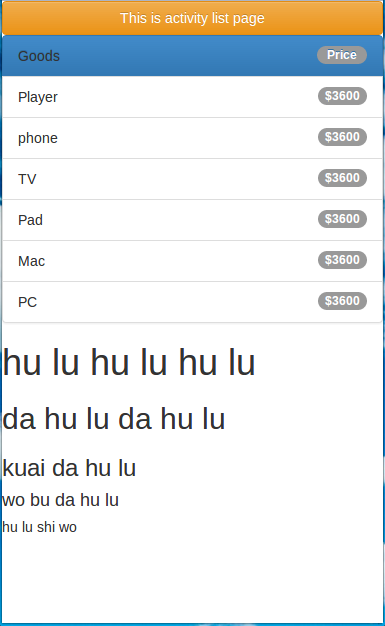 This is activity list page
Goods Price
Player $3600
phone $3600
TV $3600
Pad $3600
Mac $3600
PC $3600
hu lu hu lu hu lu
da hu lu da hu lu
kuai da hu lu
wo bu da hu lu
hu lu shi wo